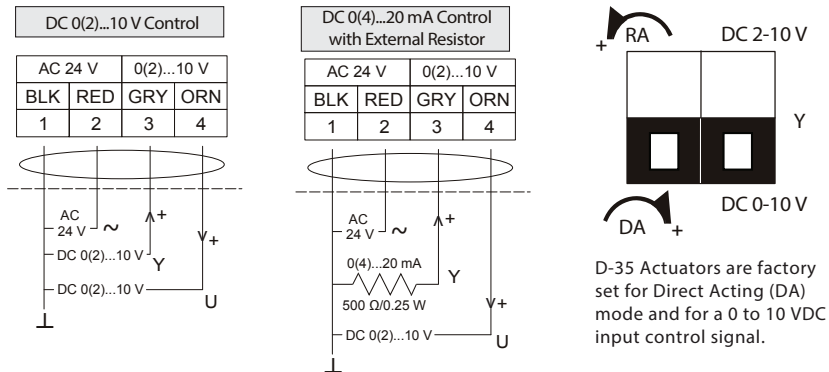 DC 0(2)...10 V Control
AC 24 V 0(2)...10 V
BLK RED GRY ORN
1 2 3 4
AC
24 V ~ +
+
DC 0(2)...10 V Y
DC 0(2)...10 V
U
DC 0(4)...20 mA Control
with External Resistor
AC 24 V 0(2)...10 V
BLK RED GRY ORN
1 2 3 4
AC
24 V ~ +
0(4)...20 mA
Y
500 Ω/0.25 W
+
DC 0(2)...10 V
U
RA DC 2-10 V
+
Y
DC 0-10 V
DA +
D-35 Actuators are factory
set for Direct Acting (DA)
mode and for a 0 to 10 VDC
input control signal.